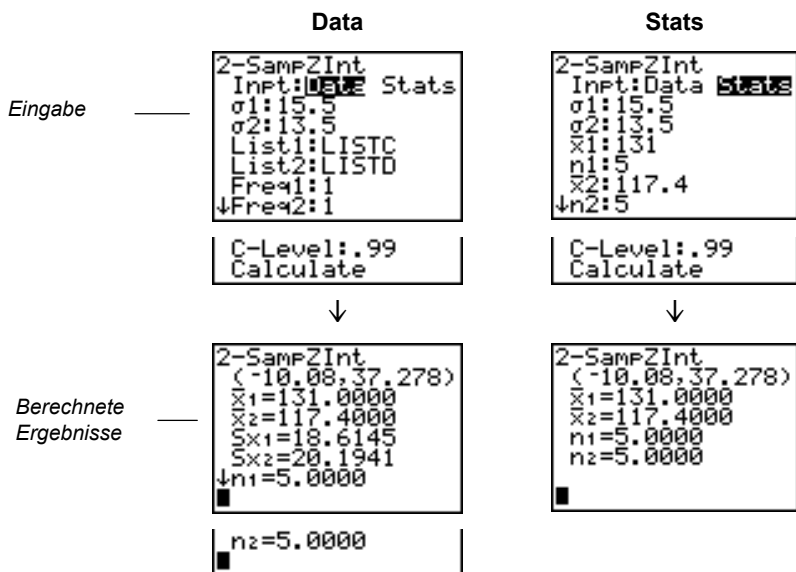 Data
Stats
Eingabe
2-SampZInt
Inpt:Data Stats
σ1:15.5
σ2:13.5
List1:LISTC
List2:LISTD
Freq1:1
↓Freq2:1
C-Level:.99
Calculate
↓
2-SampZInt
Inpt:Data Stats
σ1:15.5
σ2:13.5
x̄1:131
n1:5
x̄2:117.4
↓n2:5
C-Level:.99
Calculate
↓
Berechnete
Ergebnisse
2-SampZInt
(⁻10.08,37.278)
x̄1=131.0000
x̄2=117.4000
Sx1=18.6145
Sx2=20.1941
↓n1=5.0000
n2=5.0000
2-SampZInt
(⁻10.08,37.278)
x̄1=131.0000
x̄2=117.4000
n1=5.0000
n2=5.0000